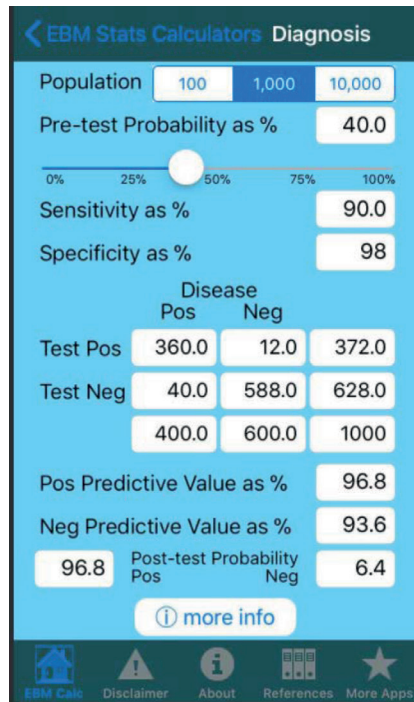 EBM Stats Calculators Diagnosis
Population 100 1,000 10,000
Pre-test Probability as % 40.0
0% 25% 50% 75% 100%
Sensitivity as % 90.0
Specificity as % 98
Disease
Pos Neg
Test Pos 360.0 12.0 372.0
Test Neg 40.0 588.0 628.0
400.0 600.0 1000
Pos Predictive Value as % 96.8
Neg Predictive Value as % 93.6
96.8 Post-test Probability 6.4
Pos Neg
i more info
EBM Calc Disclaimer About References More Apps